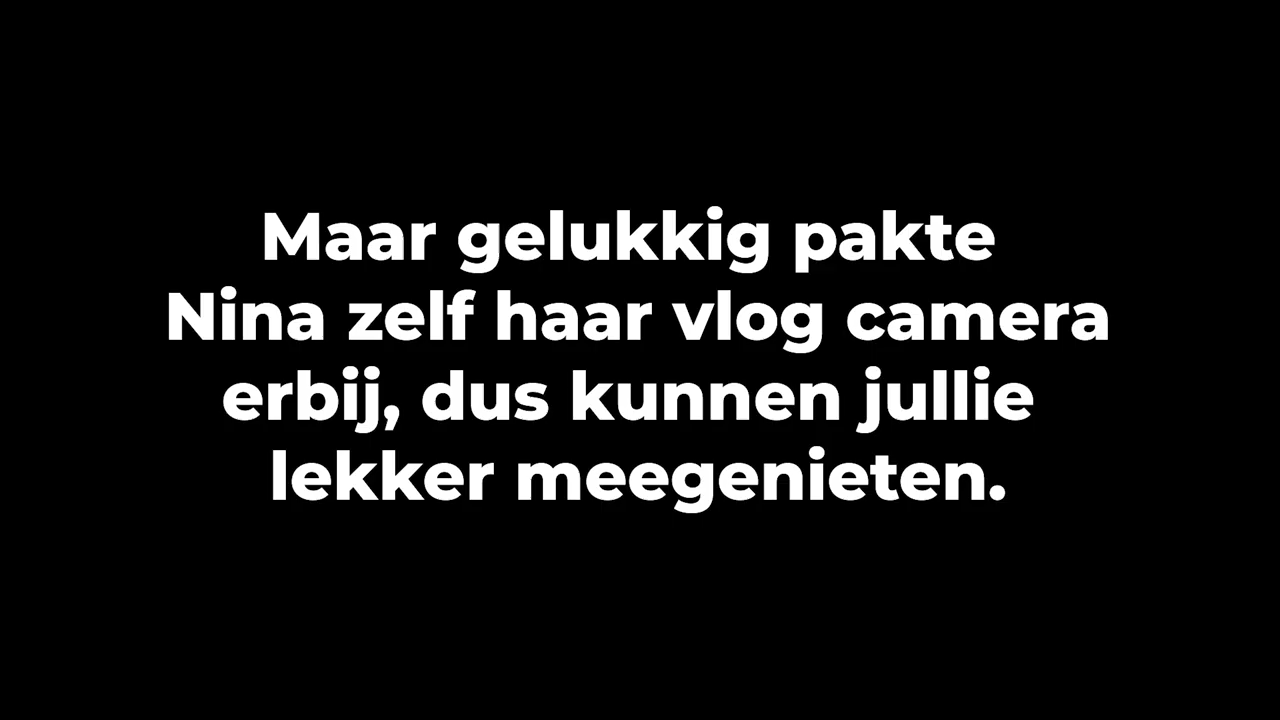 Maar gelukkig pakte
Nina zelf haar vlog camera
erbij, dus kunnen jullie
lekker meegenieten.